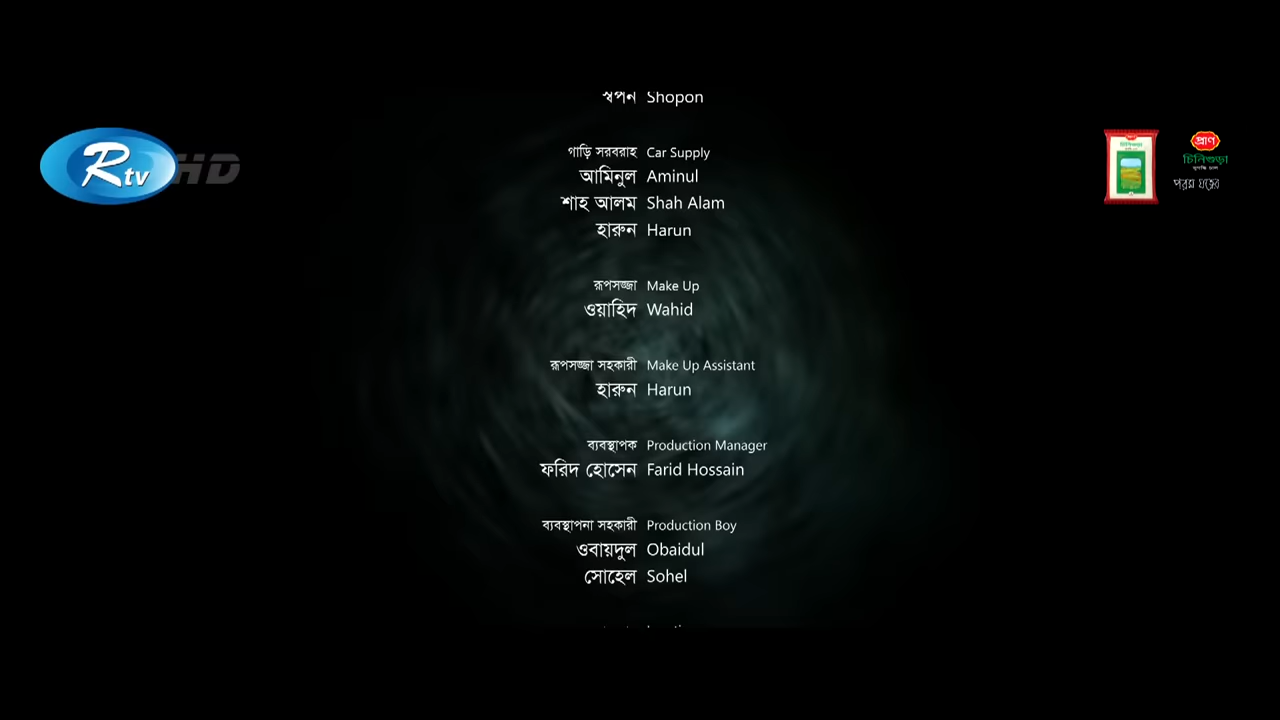 স্বপন Shopon
Rtv HD
প্রাণ
চিনিগুড়া
গাড়ি সরবরাহ Car Supply
আমিনুল Aminul
শাহ আলম Shah Alam
হারুন Harun
রূপসজ্জা Make Up
ওয়াহিদ Wahid
রূপসজ্জা সহকারী Make Up Assistant
হারুন Harun
ব্যবস্থাপক Production Manager
ফরিদ হোসেন Farid Hossain
ব্যবস্থাপনা সহকারী Production Boy
ওবায়দুল Obaidul
সোহেল Sohel